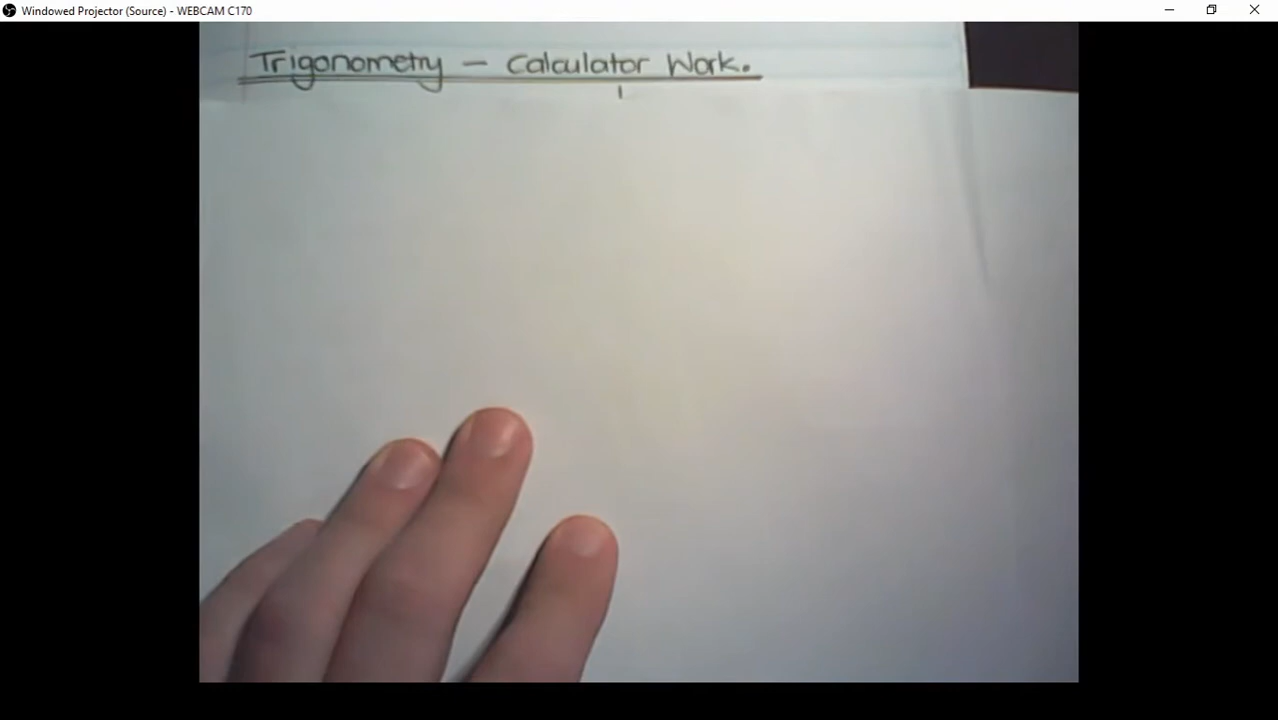 Windowed Projector (Source) - WEBCAM C170
Trigonometry - Calculator Work.